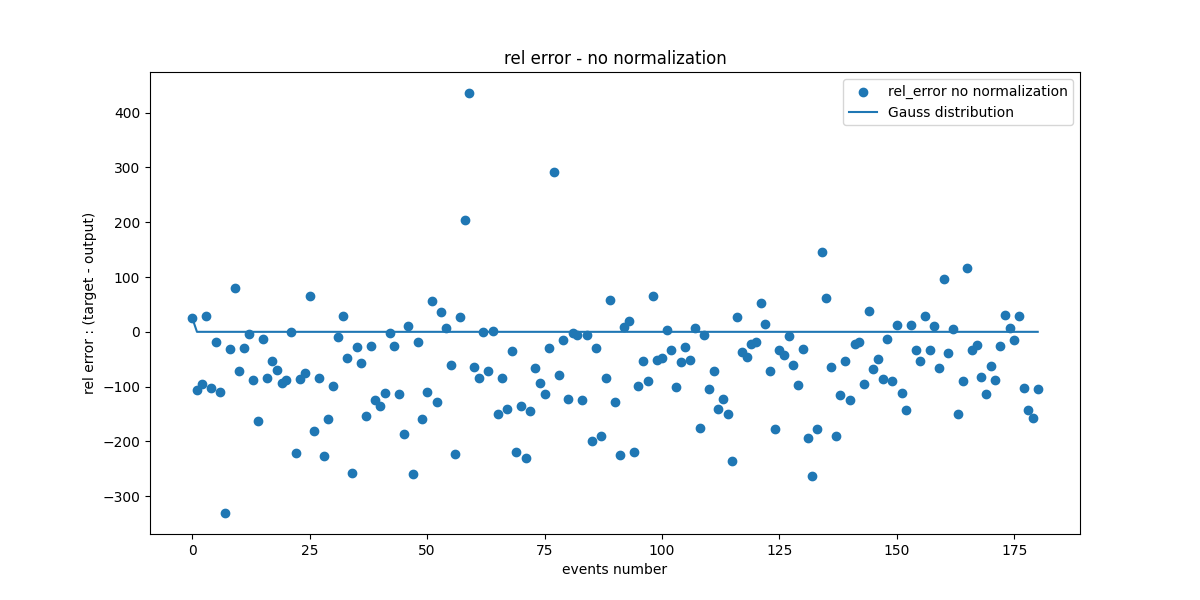 rel error - no normalization
rel_error no normalization
Gauss distribution
rel error : (target - output)
400
300
200
100
0
−100
−200
−300
0 25 50 75 100 125 150 175
events number